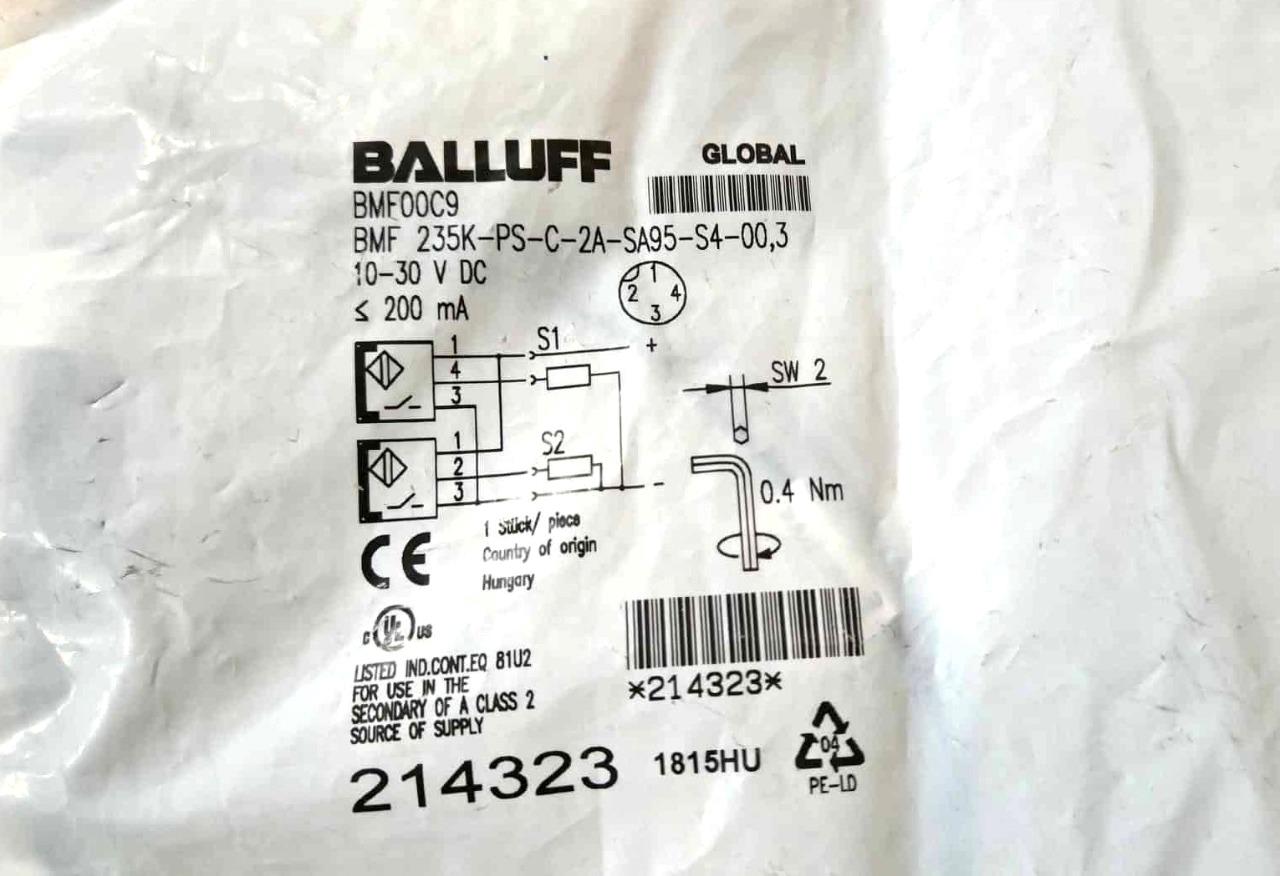 BALLUFF
GLOBAL
BMF00C9
BMF 235K-PS-C-2A-SA95-S4-00,3
10-30 V DC
≤ 200 mA
1
2 4
3
1 S1 +
4
3
SW 2
1 S2
2
3 -
0.4 Nm
1 Stück/ piece
Country of origin
Hungary
CE
C UL US
LISTED IND.CONT.EQ 81U2
FOR USE IN THE
SECONDARY OF A CLASS 2
SOURCE OF SUPPLY
*214323*
214323
1815HU
04
PE-LD